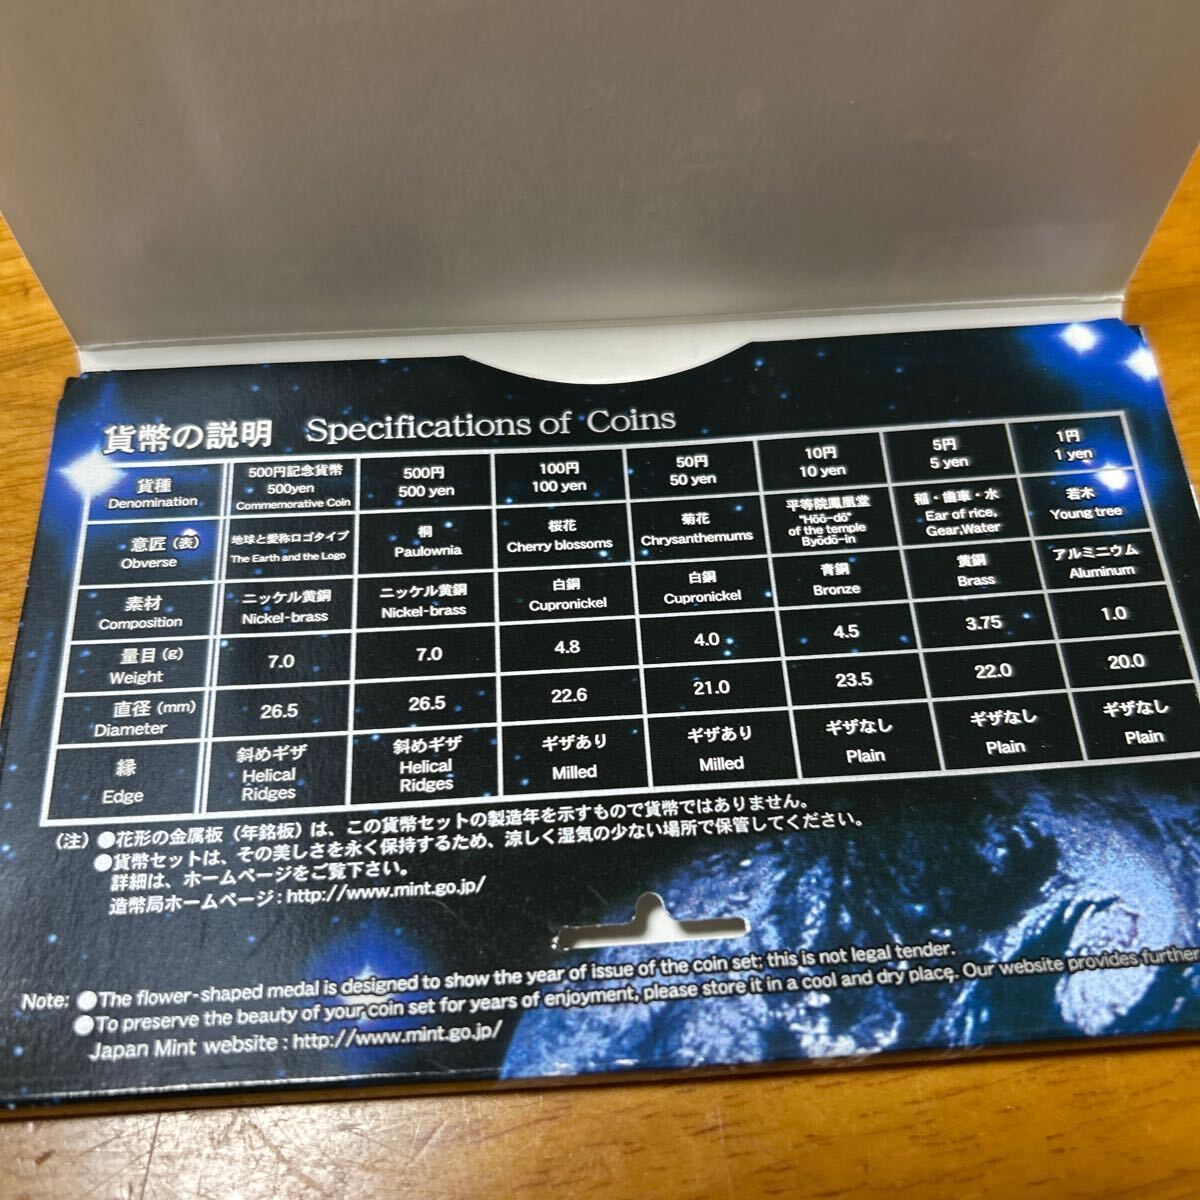 貨幣の説明 Specifications of Coins
貨種 500円記念貨幣 500円 100円 50円 10円 5円 1円
Denomination 500yen Commemorative Coin 500 yen 100 yen 50 yen 10 yen 5 yen 1 yen
意匠(表) 地球と愛称ロゴタイプ 桐 桜花 菊花 平等院鳳凰堂 稲・歯車・水 若木
Obverse The Earth and the Logo Paulownia Cherry blossoms Chrysanthemums "Hōō-dō" of the temple Byōdō-in Ear of rice, Gear,Water Young tree
素材 ニッケル黄銅 ニッケル黄銅 白銅 白銅 青銅 黄銅 アルミニウム
Composition Nickel-brass Nickel-brass Cupronickel Cupronickel Bronze Brass Aluminum
量目(g) Weight 7.0 7.0 4.8 4.0 4.5 3.75 1.0
直径(mm) Diameter 26.5 26.5 22.6 21.0 23.5 22.0 20.0
縁 斜めギザ 斜めギザ ギザあり ギザあり ギザなし ギザなし ギザなし
Edge Helical Ridges Helical Ridges Milled Milled Plain Plain Plain
(注) ●花形の金属板(年銘板)は、この貨幣セットの製造年を示すもので貨幣ではありません。
●貨幣セットは、その美しさを永く保持するため、涼しく湿気の少ない場所で保管してください。
詳細は、ホームページをご覧下さい。
造幣局ホームページ:http://www.mint.go.jp/
Note: ●The flower-shaped medal is designed to show the year of issue of the coin set; this is not legal tender.
●To preserve the beauty of your coin set for years of enjoyment, please store it in a cool and dry place. Our website provides further
Japan Mint website : http://www.mint.go.jp/